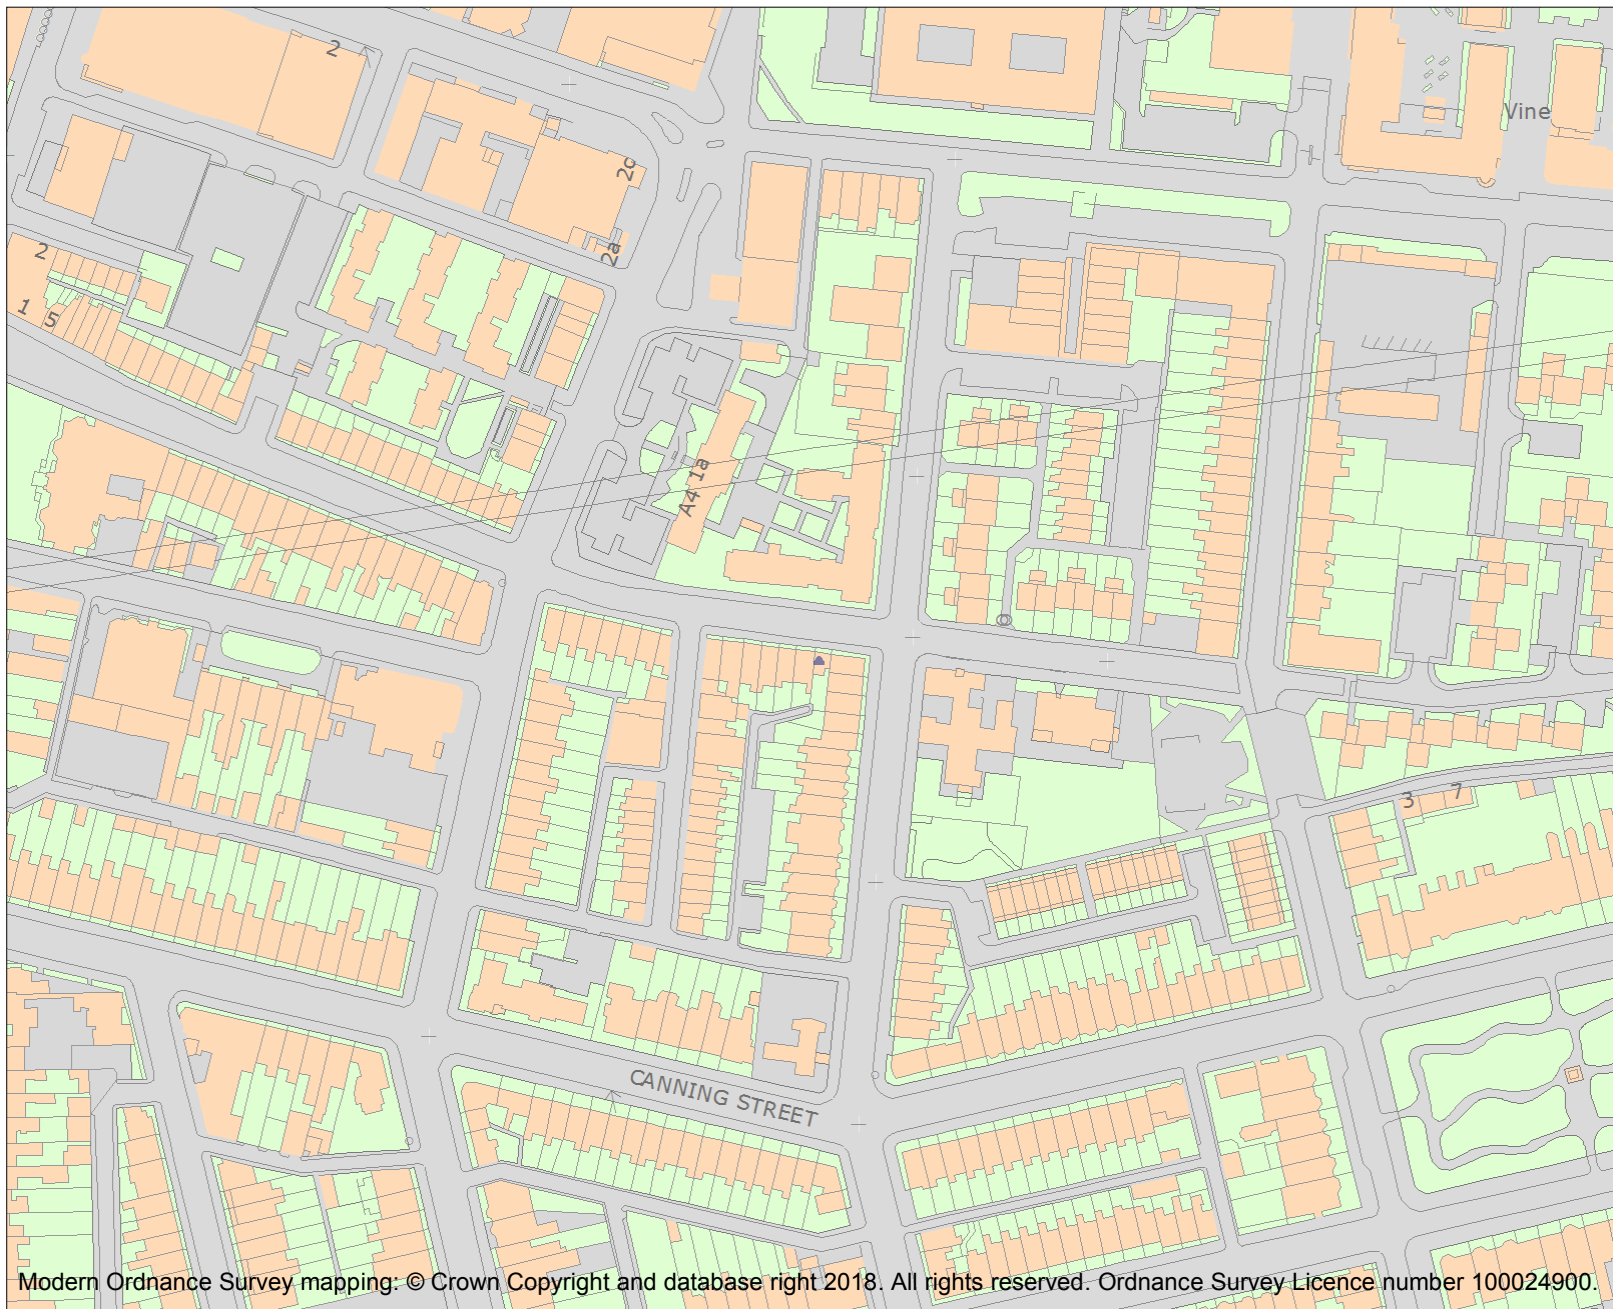 2
Vine
2c
2a
2
1 5
A4 1a
8
3 7
CANNING STREET
Modern Ordnance Survey mapping: © Crown Copyright and database right 2018. All rights reserved. Ordnance Survey Licence number 100024900.